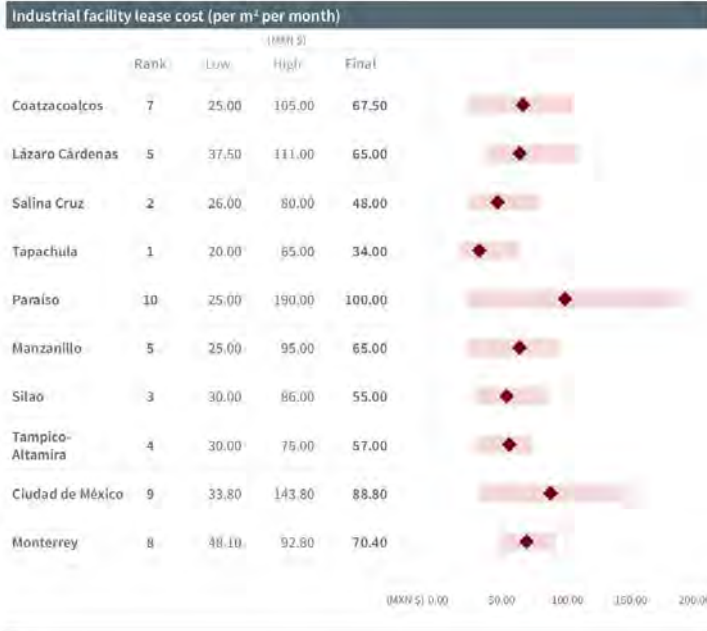 Industrial facility lease cost (per m² per month)
(MXN $)
Rank Low High Final
Coatzacoalcos 7 25.00 105.00 67.50
Lázaro Cárdenas 5 37.50 111.00 65.00
Salina Cruz 2 26.00 80.00 48.00
Tapachula 1 20.00 65.00 34.00
Paraíso 10 25.00 190.00 100.00
Manzanillo 5 25.00 95.00 65.00
Silao 3 30.00 86.00 55.00
Tampico-
Altamira 4 30.00 75.00 57.00
Ciudad de México 9 33.80 143.80 88.80
Monterrey 8 48.10 92.80 70.40
(MXN $) 0.00 50.00 100.00 150.00 200.00